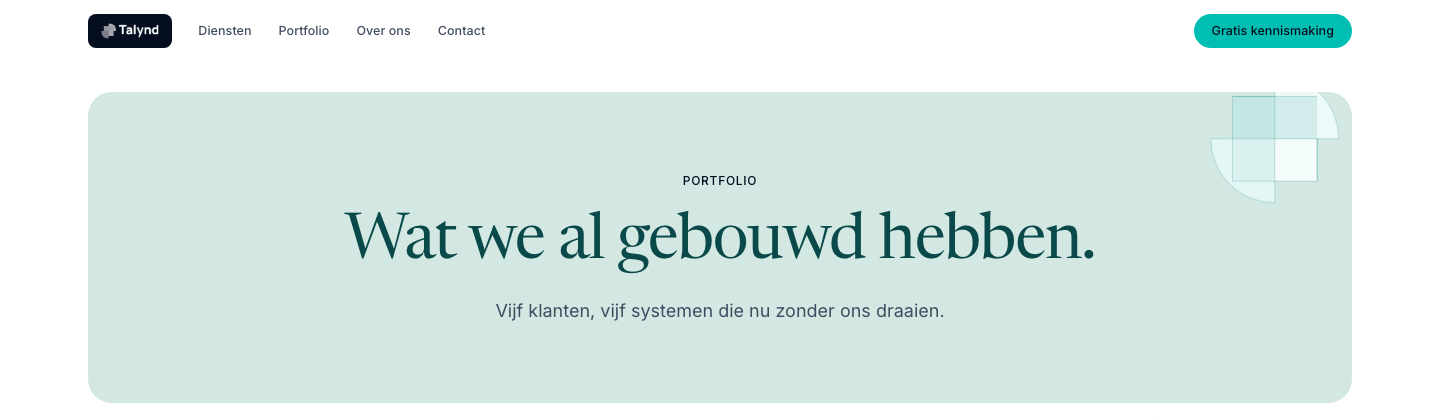 Talynd
Diensten
Portfolio
Over ons
Contact
Gratis kennismaking
PORTFOLIO
Wat we al gebouwd hebben.
Vijf klanten, vijf systemen die nu zonder ons draaien.